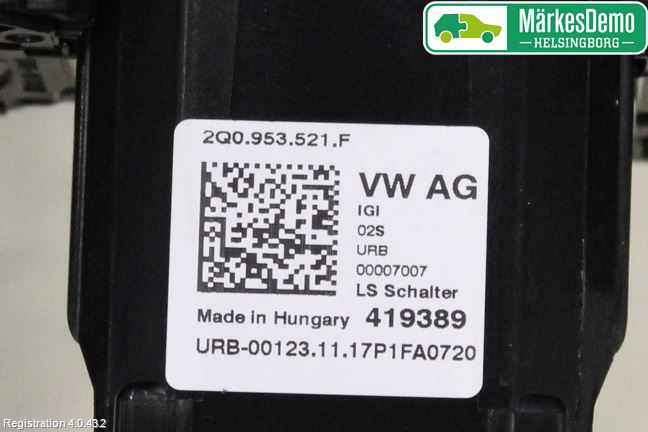 MärkesDemo
HELSINGBORG
2Q0.953.521.F
VW AG
IGI
02S
URB
00007007
LS Schalter
Made in Hungary 419389
URB-00123.11.17P1FA0720
Registration 4.0.43.2